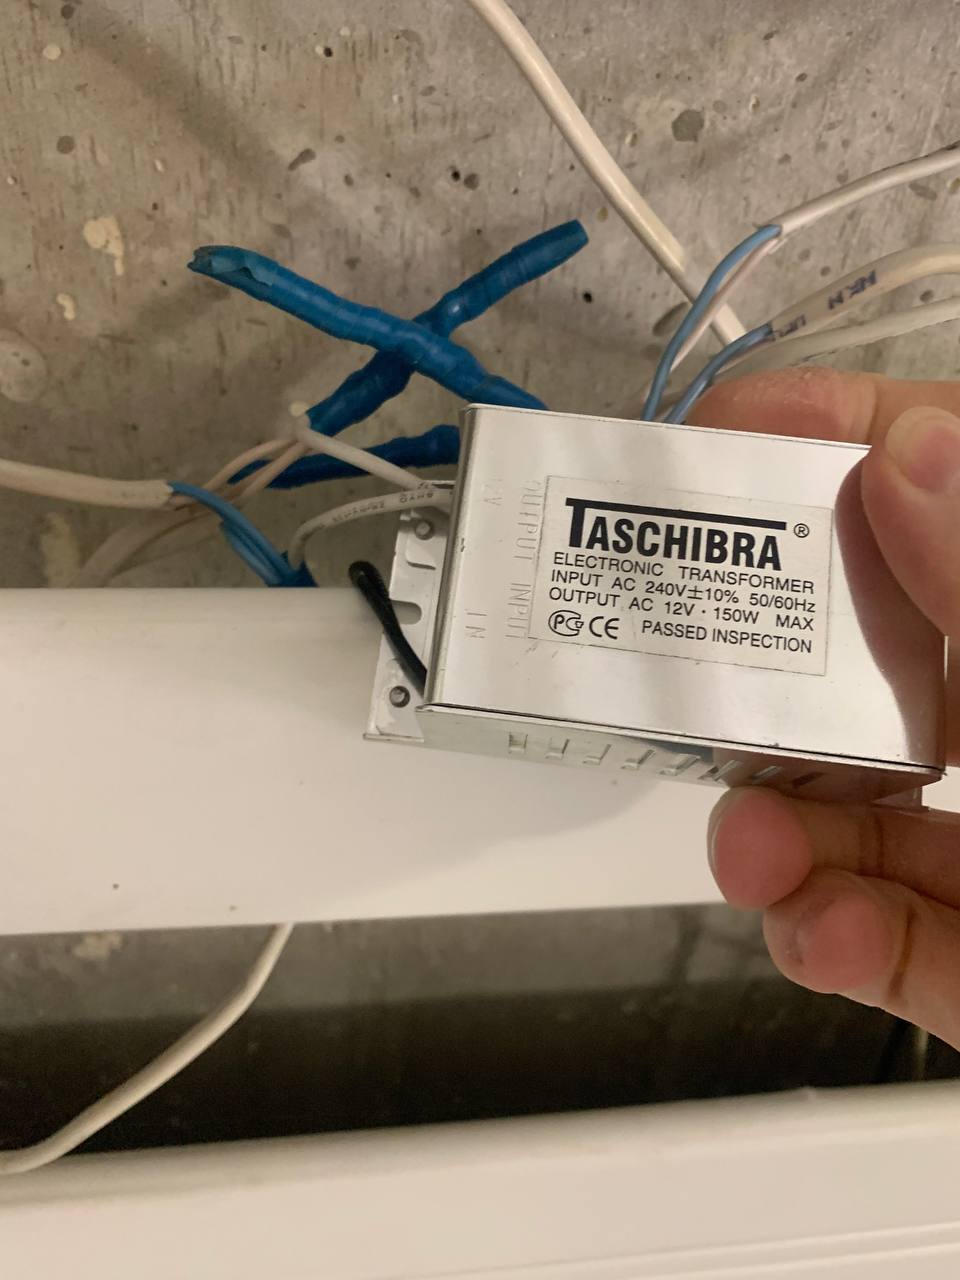 TASCHIBRA®
ELECTRONIC TRANSFORMER
INPUT AC 240V±10% 50/60Hz
OUTPUT AC 12V · 150W MAX
PCT CE PASSED INSPECTION
OUTPUT INPUT